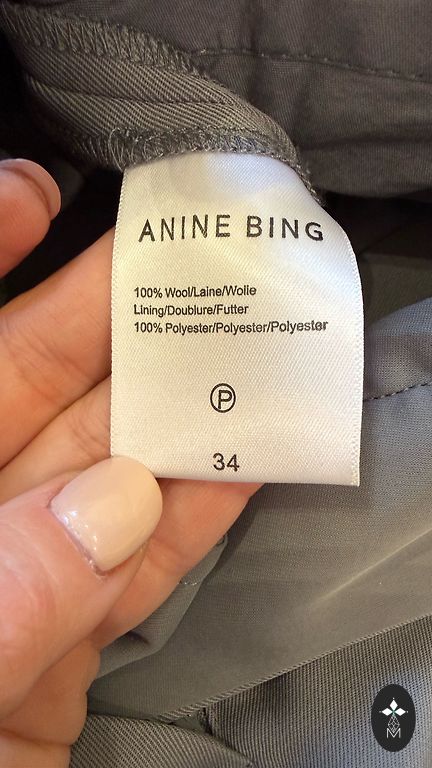 ANINE BING
100% Wool/Laine/Wolle
Lining/Doublure/Futter
100% Polyester/Polyester/Polyester
P
34